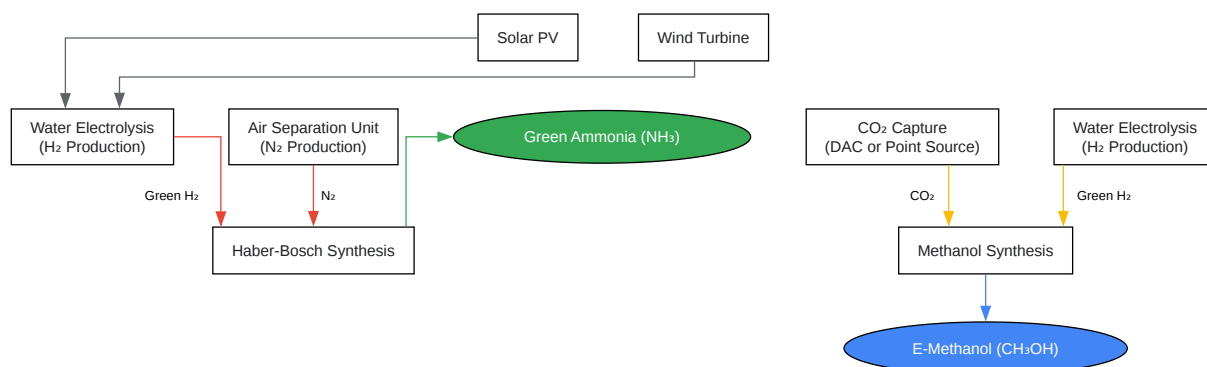 Solar PV
Wind Turbine
Water Electrolysis
(H₂ Production)
Air Separation Unit
(N₂ Production)
Green Ammonia (NH₃)
CO₂ Capture
(DAC or Point Source)
Water Electrolysis
(H₂ Production)
Green H₂
N₂
CO₂
Green H₂
Haber-Bosch Synthesis
Methanol Synthesis
E-Methanol (CH₃OH)